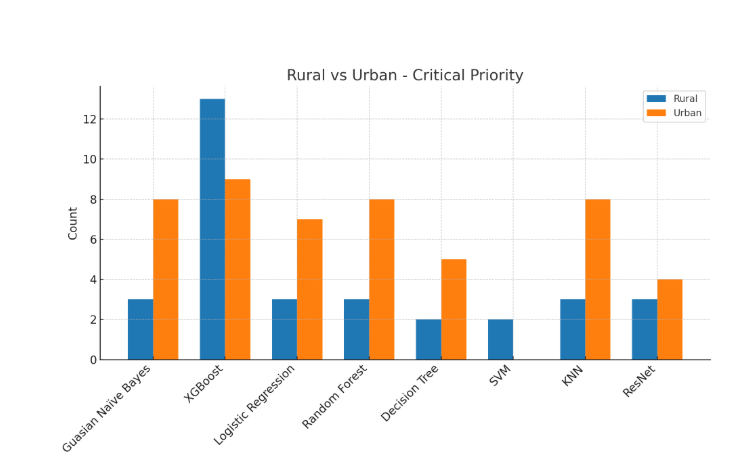 Rural vs Urban - Critical Priority
Rural
Urban
Count
12
10
8
6
4
2
0
Guasian Naïve Bayes
XGBoost
Logistic Regression
Random Forest
Decision Tree
SVM
KNN
ResNet